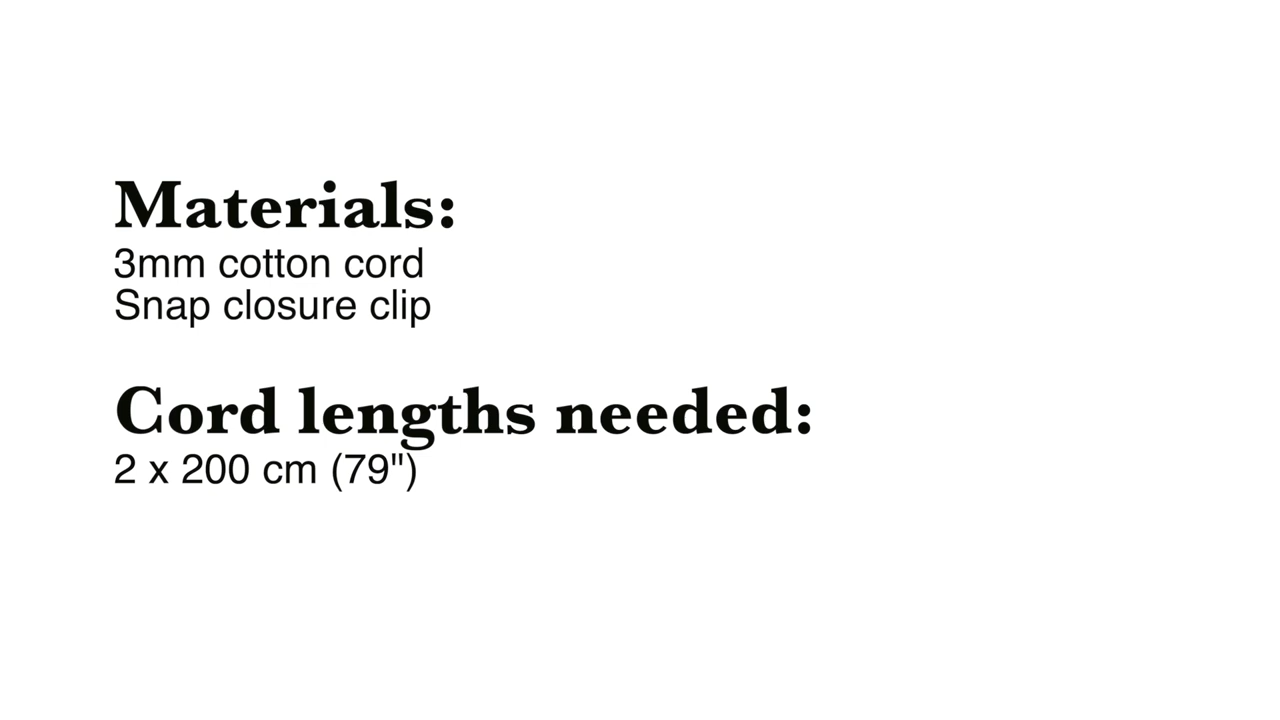 Materials:
3mm cotton cord
Snap closure clip
Cord lengths needed:
2 x 200 cm (79")